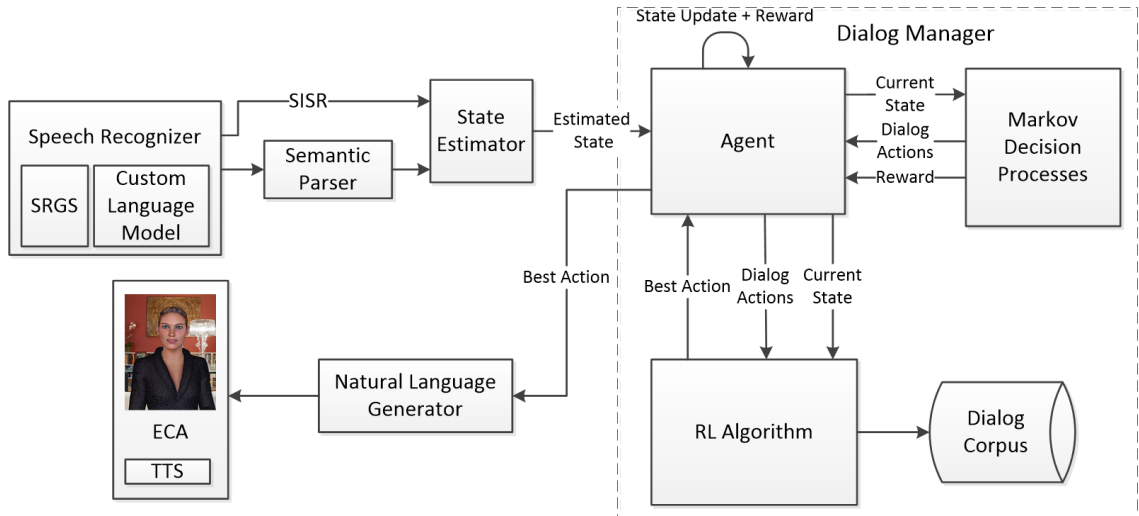 State Update + Reward
Dialog Manager
Speech Recognizer
SRGS
Custom
Language
Model
SISR
Semantic
Parser
State
Estimator
Estimated
State
Agent
Current
State
Dialog
Actions
Reward
Markov
Decision
Processes
Best Action
Best Action
Dialog
Actions
Current
State
ECA
TTS
Natural Language
Generator
RL Algorithm
Dialog
Corpus